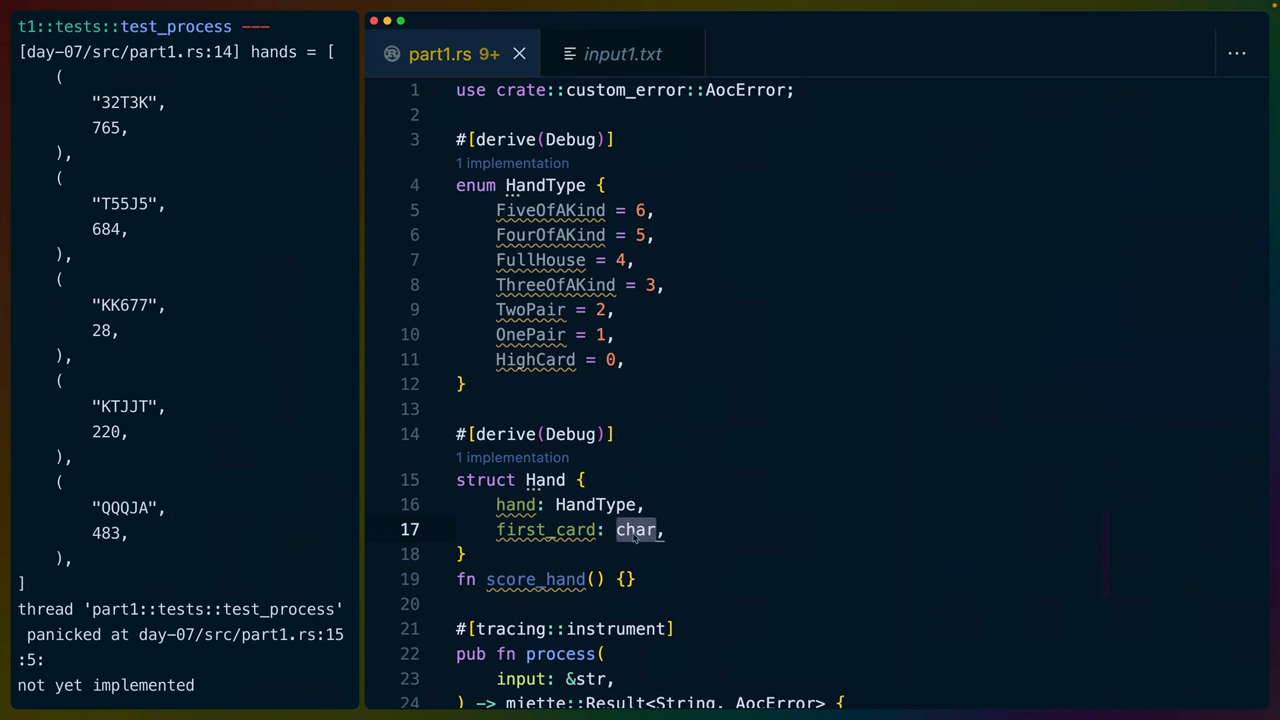 t1::tests::test_process ———
[day-07/src/part1.rs:14] hands = [
    (
        "32T3K",
        765,
    ),
    (
        "T55J5",
        684,
    ),
    (
        "KK677",
        28,
    ),
    (
        "KTJJT",
        220,
    ),
    (
        "QQQJA",
        483,
    ),
]
thread 'part1::tests::test_process'
 panicked at day-07/src/part1.rs:15
:5:
not yet implemented
part1.rs 9+
input1.txt
1 use crate::custom_error::AocError;
2
3 #[derive(Debug)]
1 implementation
4 enum HandType {
5     FiveOfAKind = 6,
6     FourOfAKind = 5,
7     FullHouse = 4,
8     ThreeOfAKind = 3,
9     TwoPair = 2,
10     OnePair = 1,
11     HighCard = 0,
12 }
13
14 #[derive(Debug)]
1 implementation
15 struct Hand {
16     hand: HandType,
17     first_card: char,
18 }
19 fn score_hand() {}
20
21 #[tracing::instrument]
22 pub fn process(
23     input: &str,
24 ) -> miette::Result<String, AocError> {